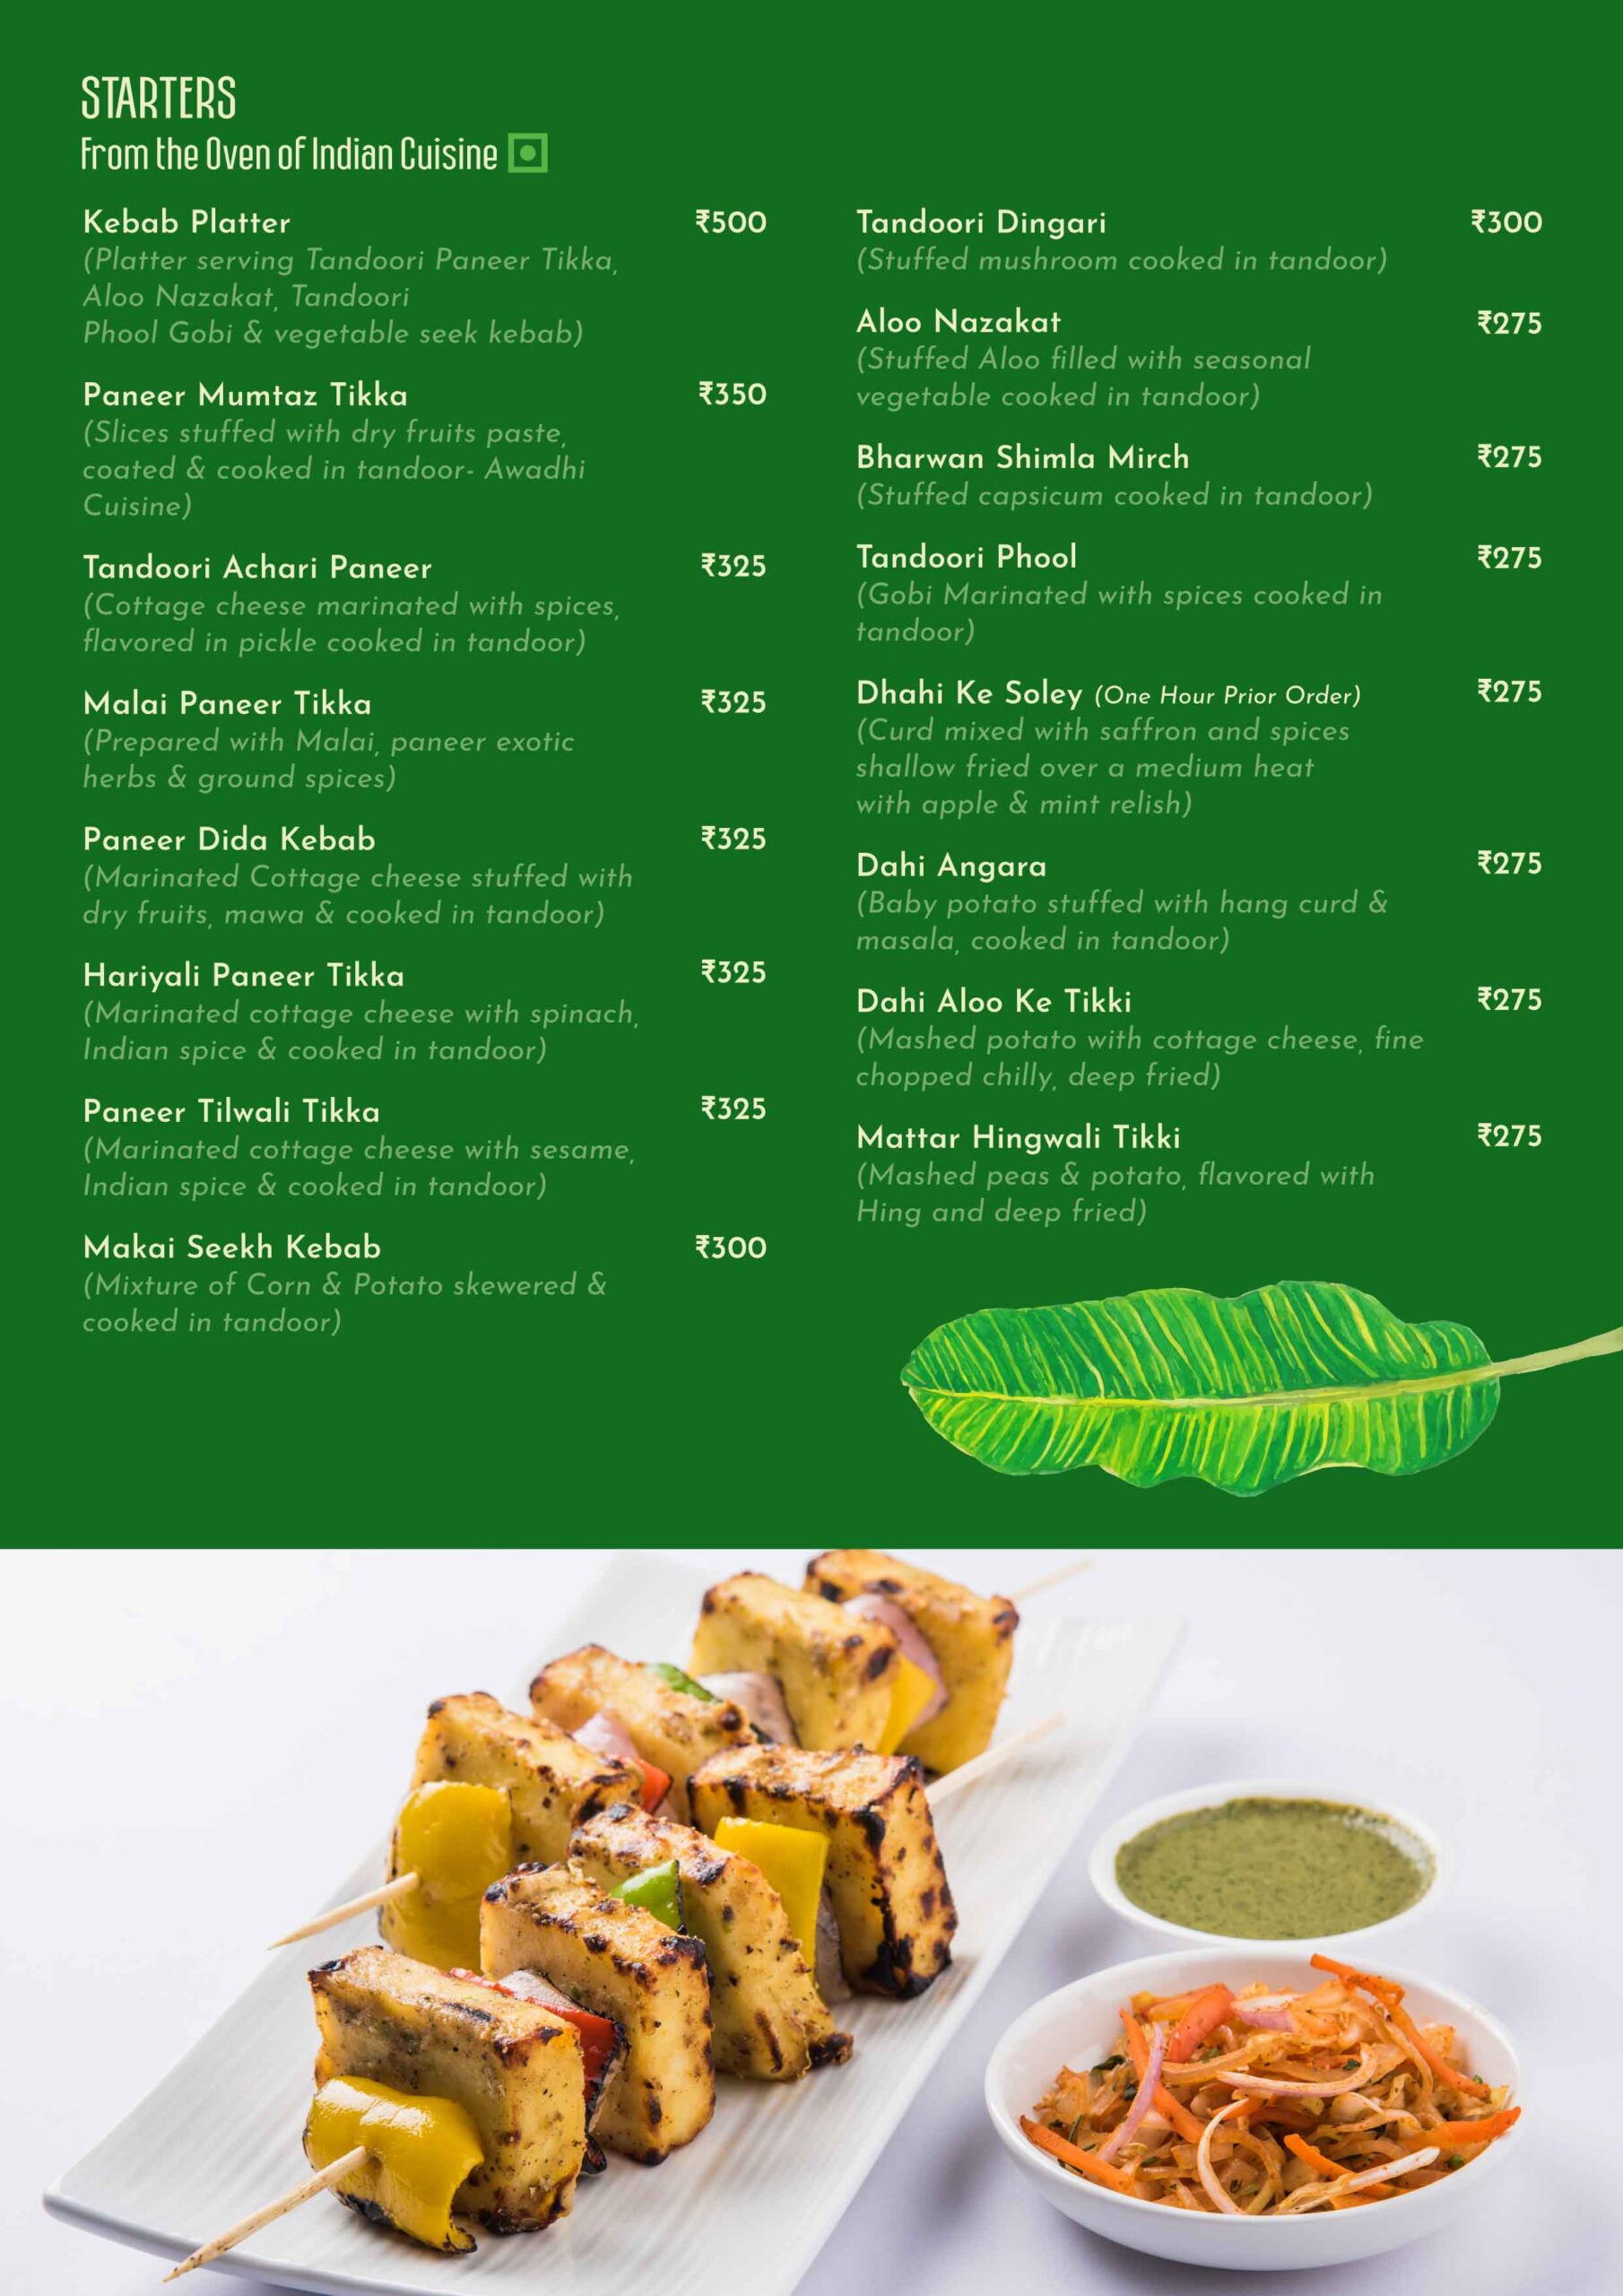 STARTERS
From the Oven of Indian Cuisine
Kebab Platter ₹500
(Platter serving Tandoori Paneer Tikka,
Aloo Nazakat, Tandoori
Phool Gobi & vegetable seek kebab)
Paneer Mumtaz Tikka ₹350
(Slices stuffed with dry fruits paste,
coated & cooked in tandoor- Awadhi
Cuisine)
Tandoori Achari Paneer ₹325
(Cottage cheese marinated with spices,
flavored in pickle cooked in tandoor)
Malai Paneer Tikka ₹325
(Prepared with Malai, paneer exotic
herbs & ground spices)
Paneer Dida Kebab ₹325
(Marinated Cottage cheese stuffed with
dry fruits, mawa & cooked in tandoor)
Hariyali Paneer Tikka ₹325
(Marinated cottage cheese with spinach,
Indian spice & cooked in tandoor)
Paneer Tilwali Tikka ₹325
(Marinated cottage cheese with sesame,
Indian spice & cooked in tandoor)
Makai Seekh Kebab ₹300
(Mixture of Corn & Potato skewered &
cooked in tandoor)
Tandoori Dingari ₹300
(Stuffed mushroom cooked in tandoor)
Aloo Nazakat ₹275
(Stuffed Aloo filled with seasonal
vegetable cooked in tandoor)
Bharwan Shimla Mirch ₹275
(Stuffed capsicum cooked in tandoor)
Tandoori Phool ₹275
(Gobi Marinated with spices cooked in
tandoor)
Dhahi Ke Soley (One Hour Prior Order) ₹275
(Curd mixed with saffron and spices
shallow fried over a medium heat
with apple & mint relish)
Dahi Angara ₹275
(Baby potato stuffed with hang curd &
masala, cooked in tandoor)
Dahi Aloo Ke Tikki ₹275
(Mashed potato with cottage cheese, fine
chopped chilly, deep fried)
Mattar Hingwali Tikki ₹275
(Mashed peas & potato, flavored with
Hing and deep fried)